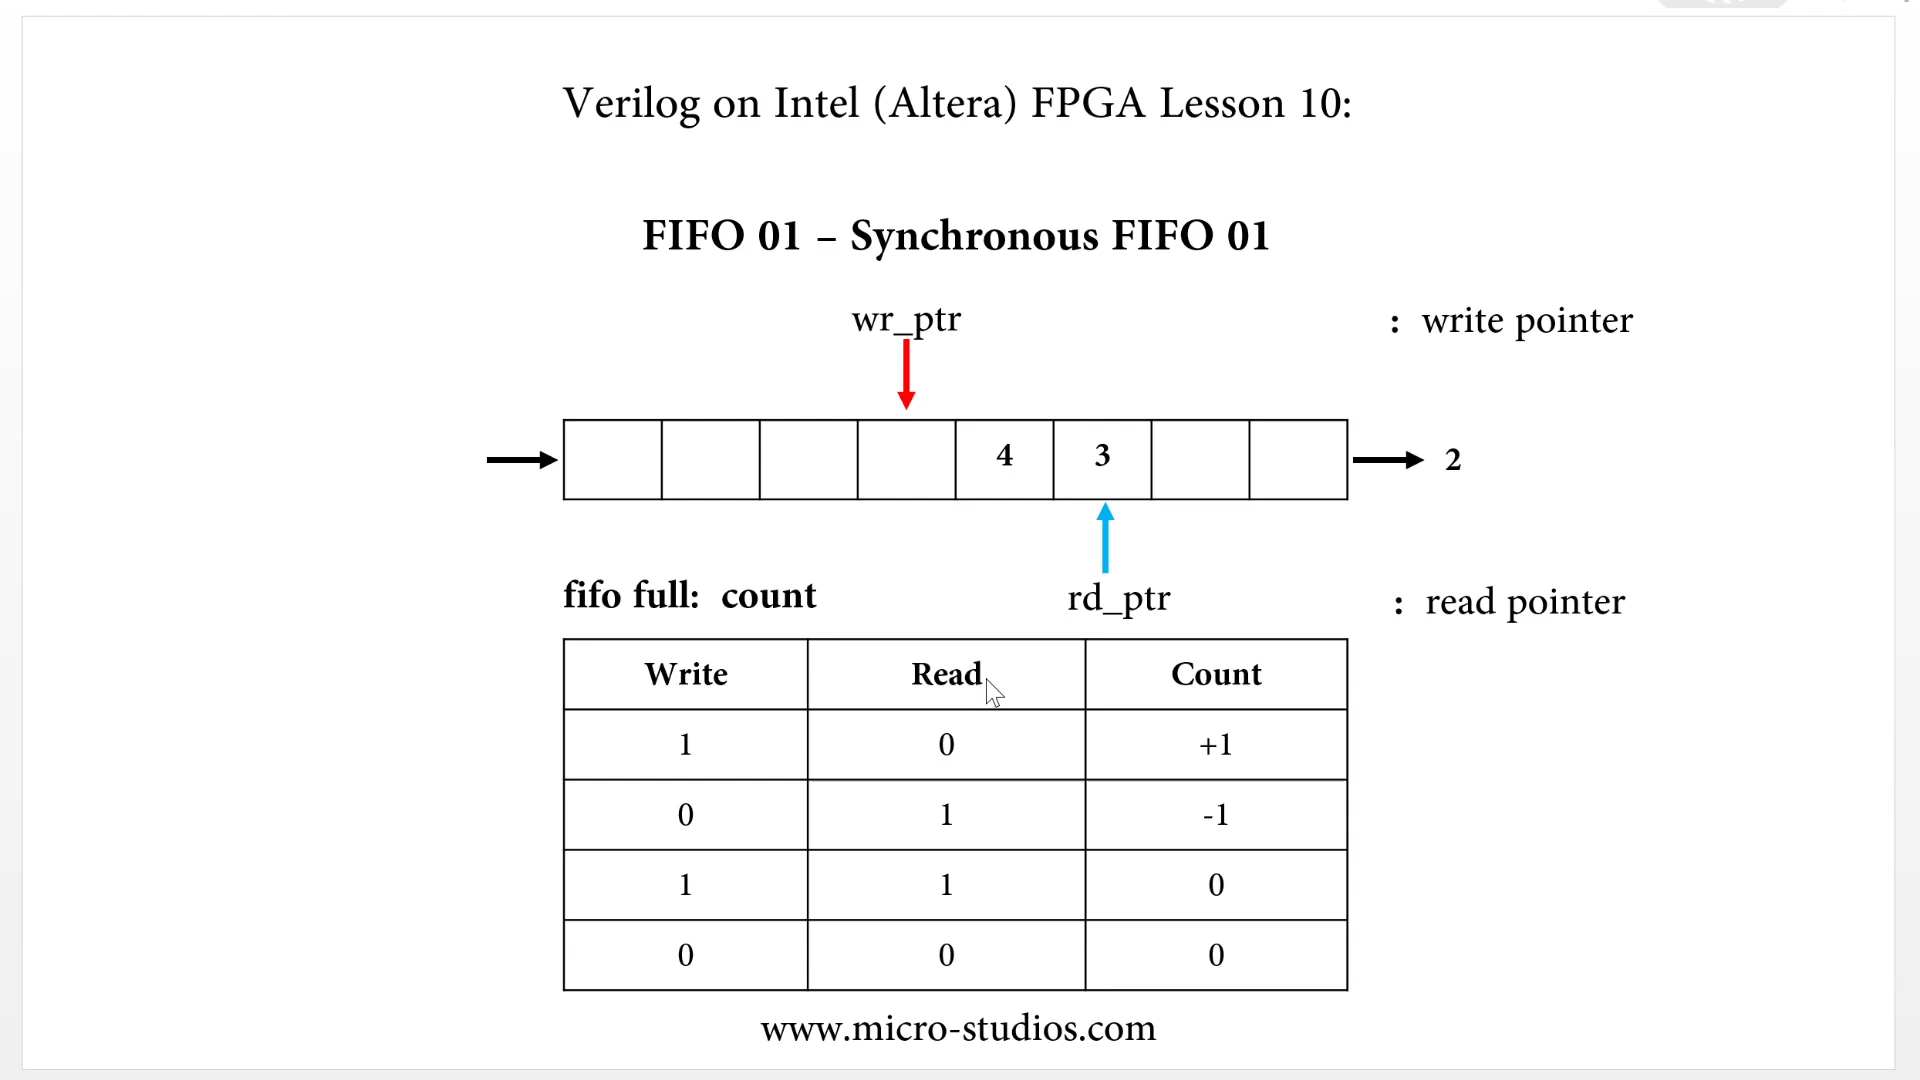 Verilog on Intel (Altera) FPGA Lesson 10:
FIFO 01 – Synchronous FIFO 01
wr_ptr : write pointer
4 3 2
fifo full: count rd_ptr : read pointer
Write Read Count
1 0 +1
0 1 -1
1 1 0
0 0 0
www.micro-studios.com